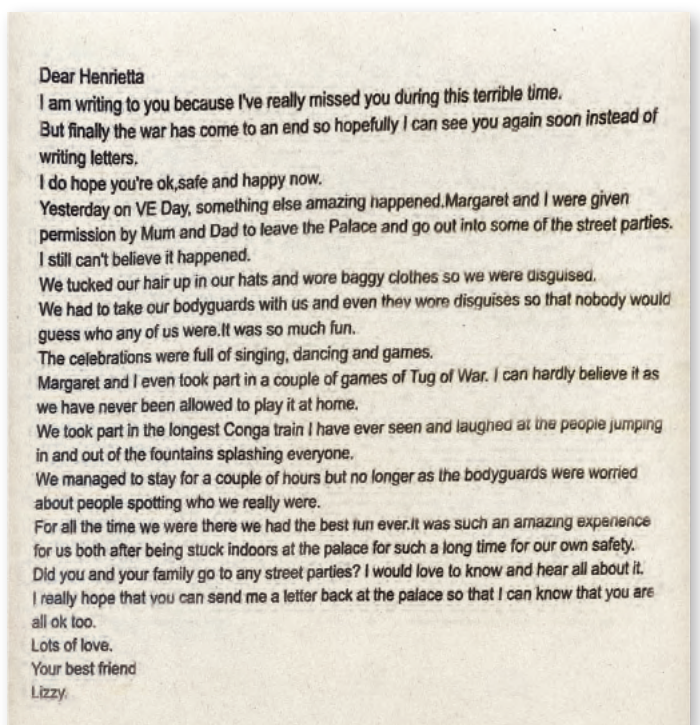 Dear Henrietta
I am writing to you because I've really missed you during this terrible time.
But finally the war has come to an end so hopefully I can see you again soon instead of
writing letters.
I do hope you're ok,safe and happy now.
Yesterday on VE Day, something else amazing happened.Margaret and I were given
permission by Mum and Dad to leave the Palace and go out into some of the street parties.
I still can't believe it happened.
We tucked our hair up in our hats and wore baggy clothes so we were disguised.
We had to take our bodyguards with us and even they wore disguises so that nobody would
guess who any of us were.It was so much fun.
The celebrations were full of singing, dancing and games.
Margaret and I even took part in a couple of games of Tug of War. I can hardly believe it as
we have never been allowed to play it at home.
We took part in the longest Conga train I have ever seen and laughed at the people jumping
in and out of the fountains splashing everyone.
We managed to stay for a couple of hours but no longer as the bodyguards were worried
about people spotting who we really were.
For all the time we were there we had the best fun ever.It was such an amazing experience
for us both after being stuck indoors at the palace for such a long time for our own safety.
Did you and your family go to any street parties? I would love to know and hear all about it.
I really hope that you can send me a letter back at the palace so that I can know that you are
all ok too.
Lots of love.
Your best friend
Lizzy.